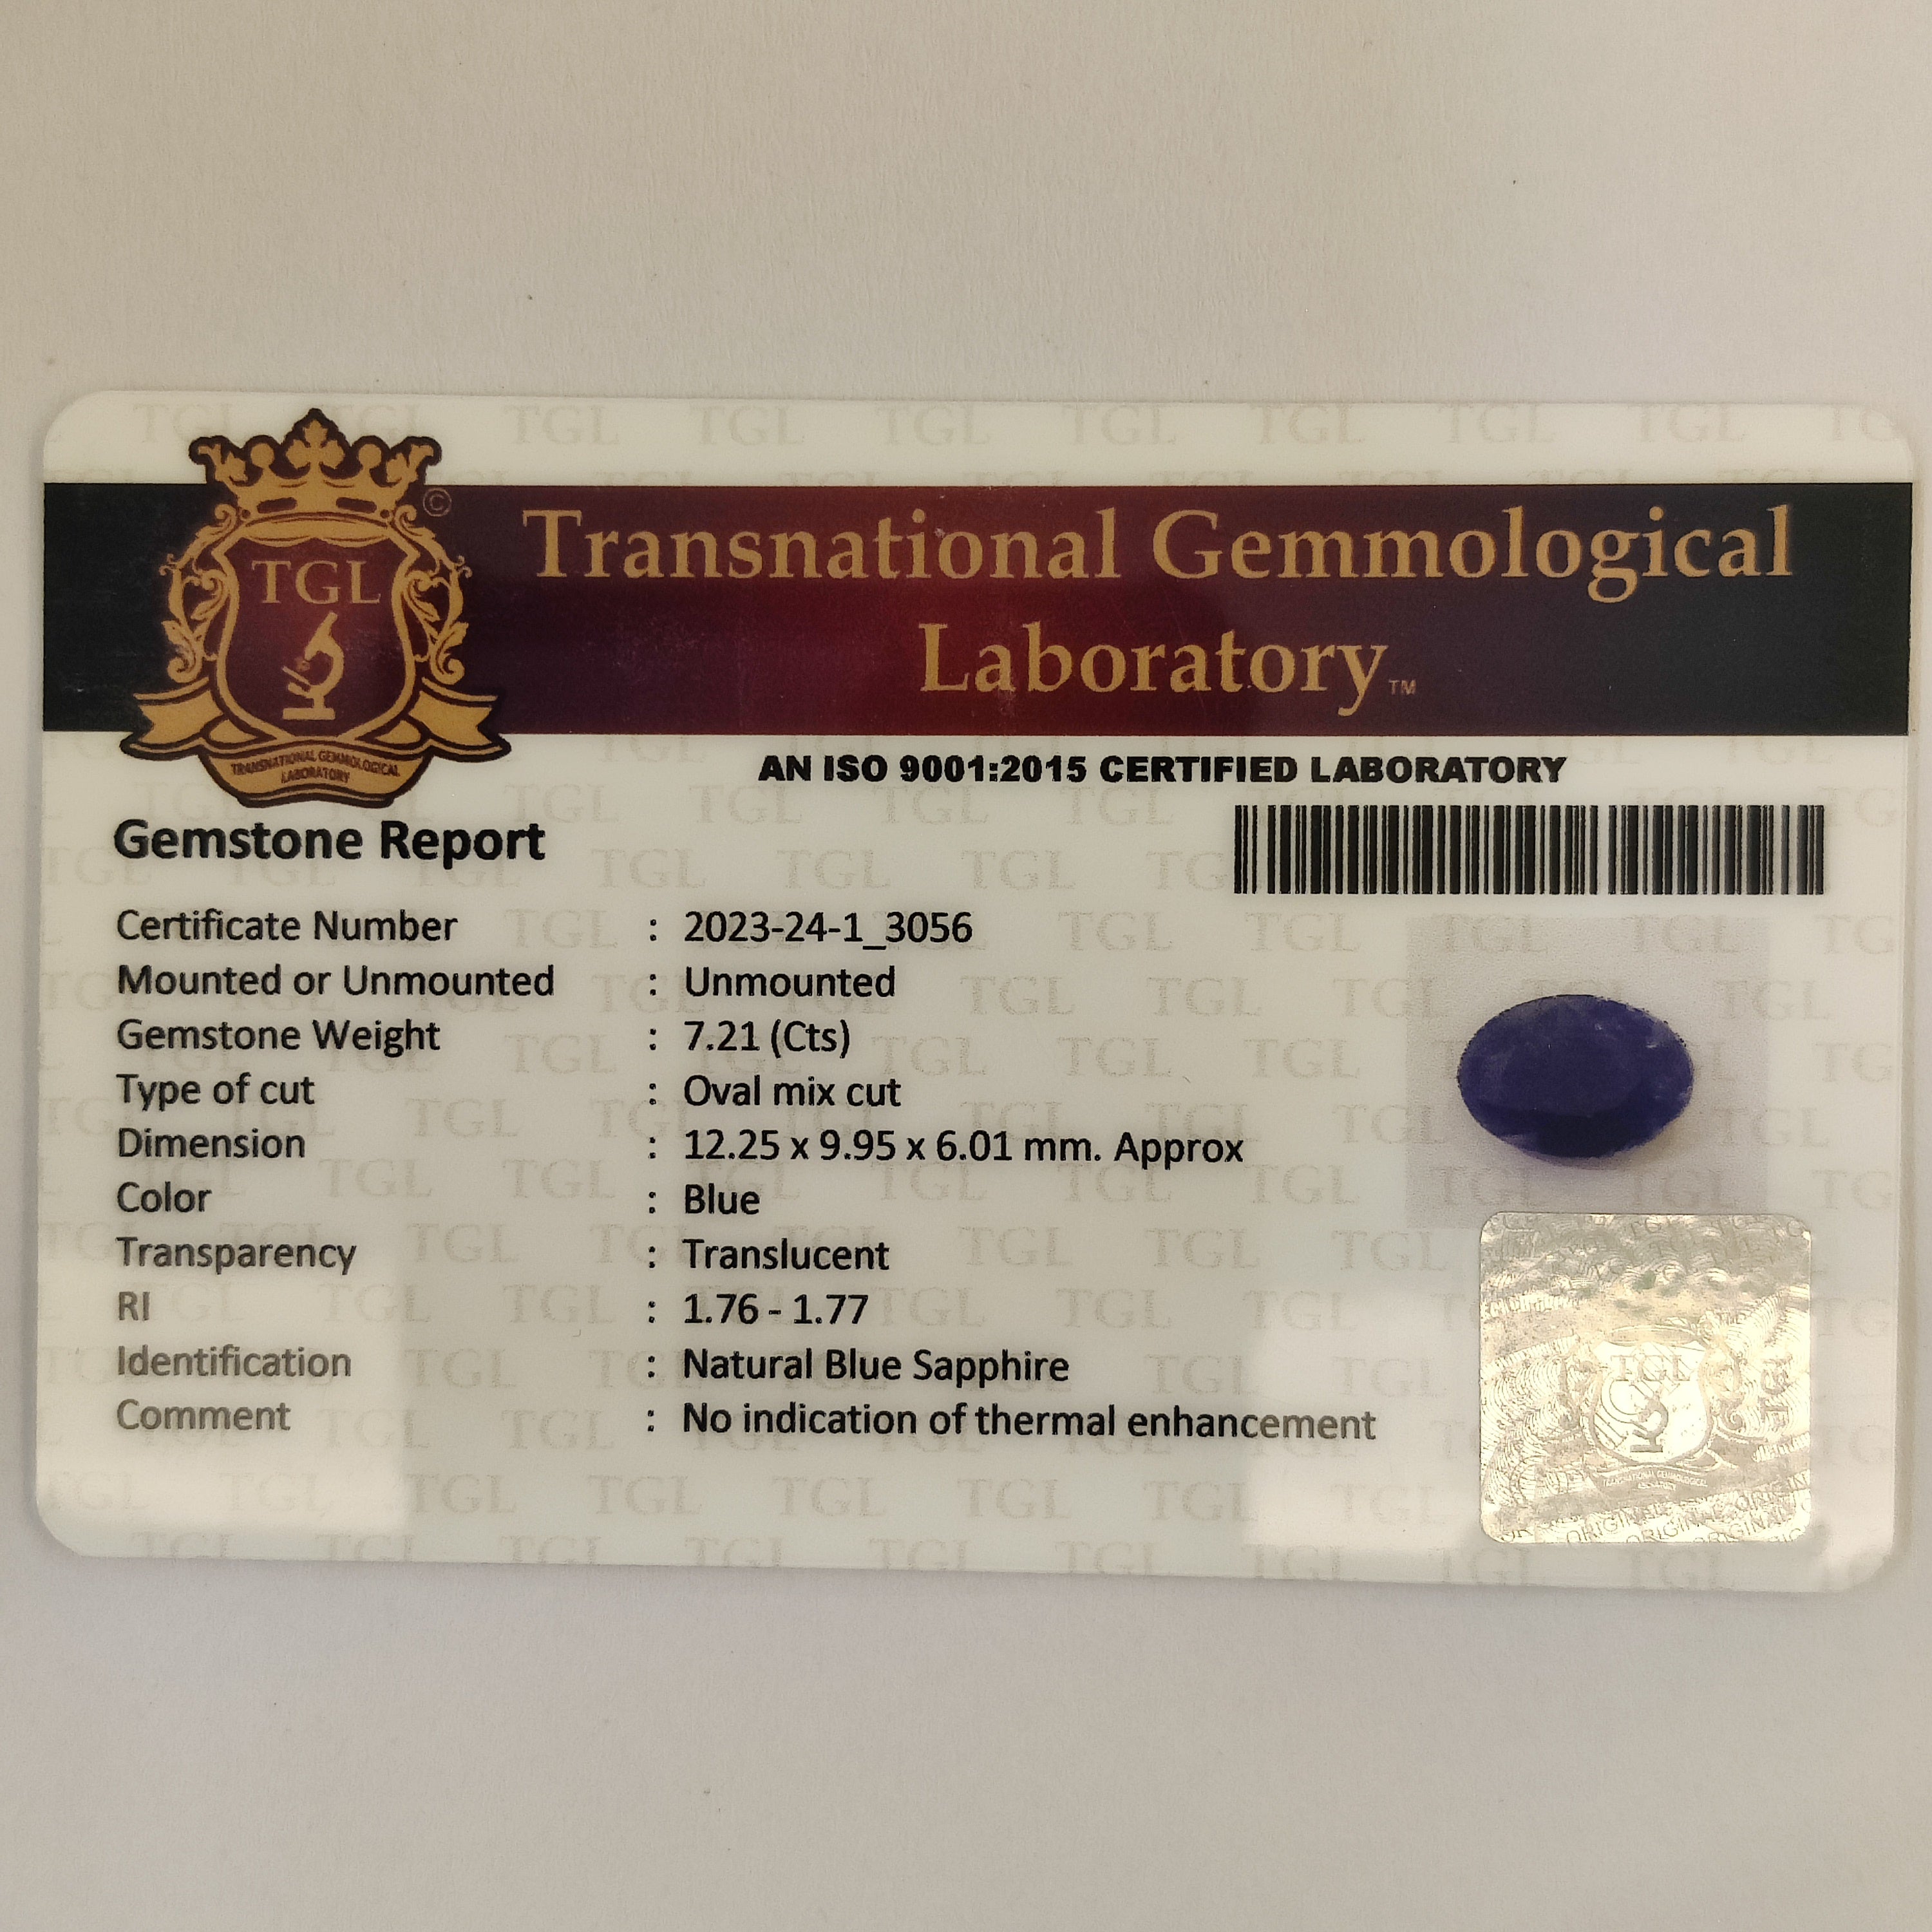 TGL
©
Transnational Gemmological
Laboratory™
TRANSNATIONAL GEMMOLOGICAL
LABORATORY
AN ISO 9001:2015 CERTIFIED LABORATORY
Gemstone Report
Certificate Number : 2023-24-1_3056
Mounted or Unmounted : Unmounted
Gemstone Weight : 7.21 (Cts)
Type of cut : Oval mix cut
Dimension : 12.25 x 9.95 x 6.01 mm. Approx
Color : Blue
Transparency : Translucent
RI : 1.76 - 1.77
Identification : Natural Blue Sapphire
Comment : No indication of thermal enhancement
TGL
TGL
ORIGINAL